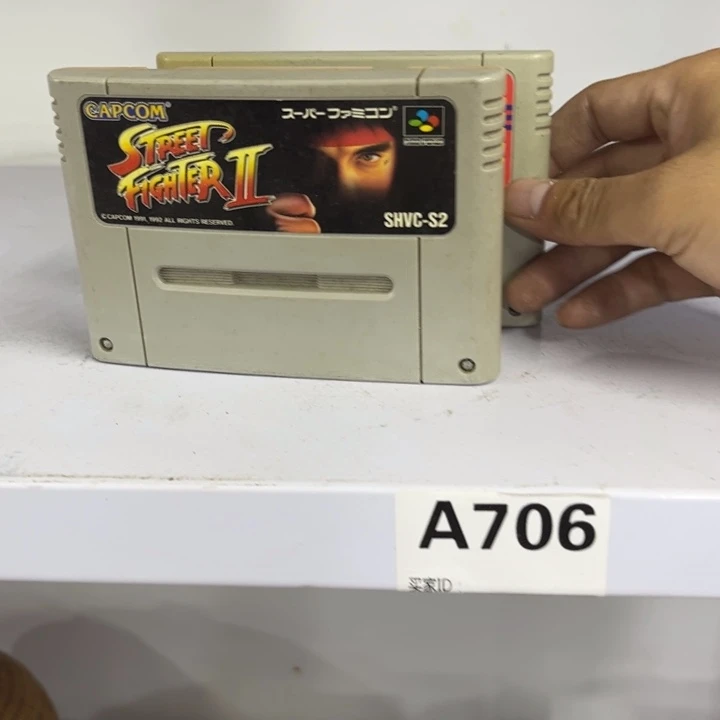 CAPCOM®
スーパーファミコン®
STREET
FIGHTER II
© CAPCOM 1991, 1992 ALL RIGHTS RESERVED.
SHVC-S2
A706
买家ID